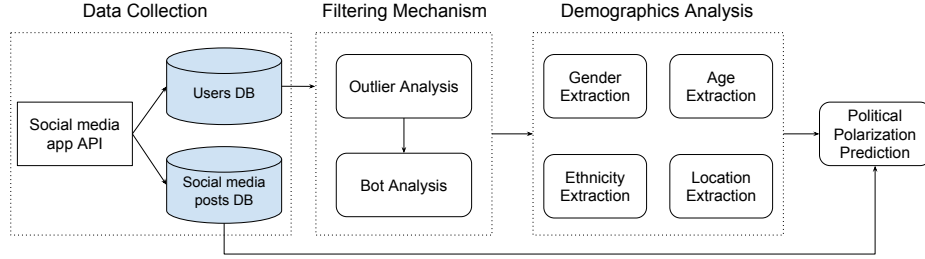 Data Collection
Filtering Mechanism
Demographics Analysis
Social media
app API
Users DB
Social media
posts DB
Outlier Analysis
Bot Analysis
Gender
Extraction
Age
Extraction
Ethnicity
Extraction
Location
Extraction
Political
Polarization
Prediction